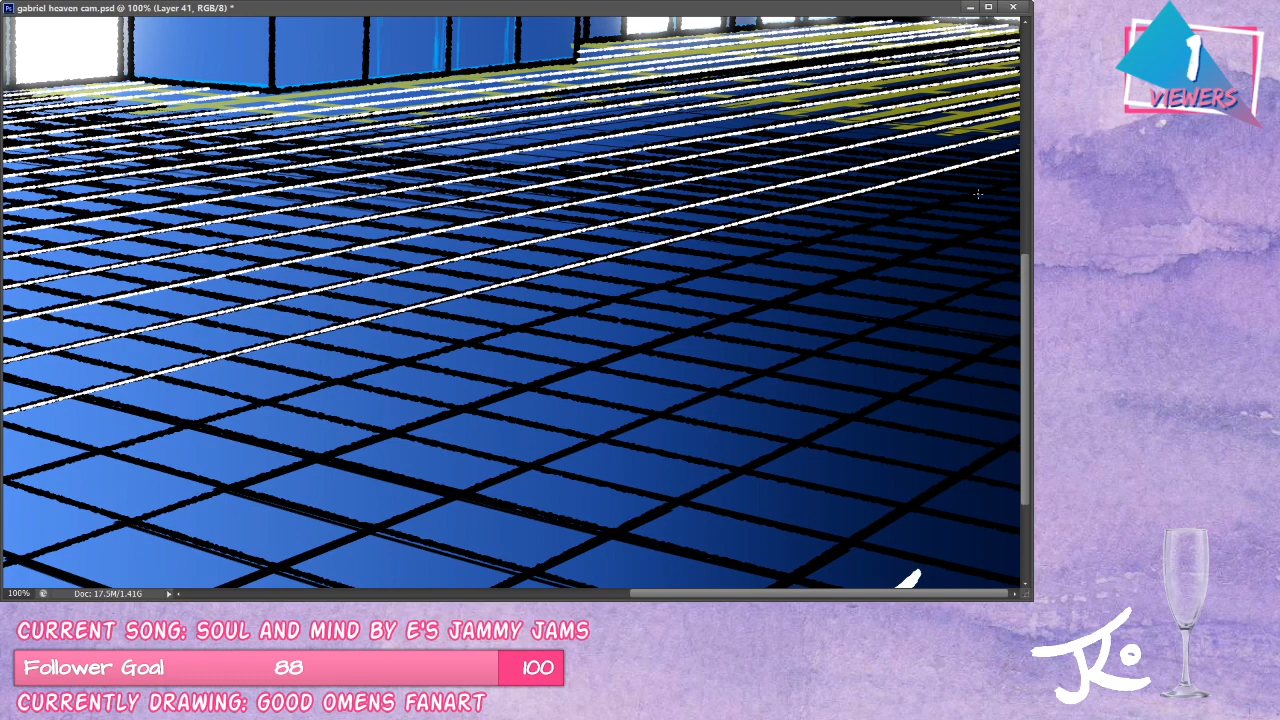 gabriel heaven cam.psd @ 100% (Layer 41, RGB/8) *
1
VIEWERS
100%
Doc: 17.5M/1.41G
CURRENT SONG: SOUL AND MIND BY E'S JAMMY JAMS
Follower Goal 88 100
CURRENTLY DRAWING: GOOD OMENS FANART